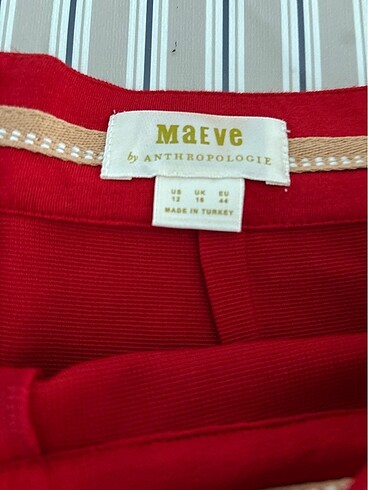 Maeve
by ANTHROPOLOGIE
US UK EU
12 16 44
MADE IN TURKEY